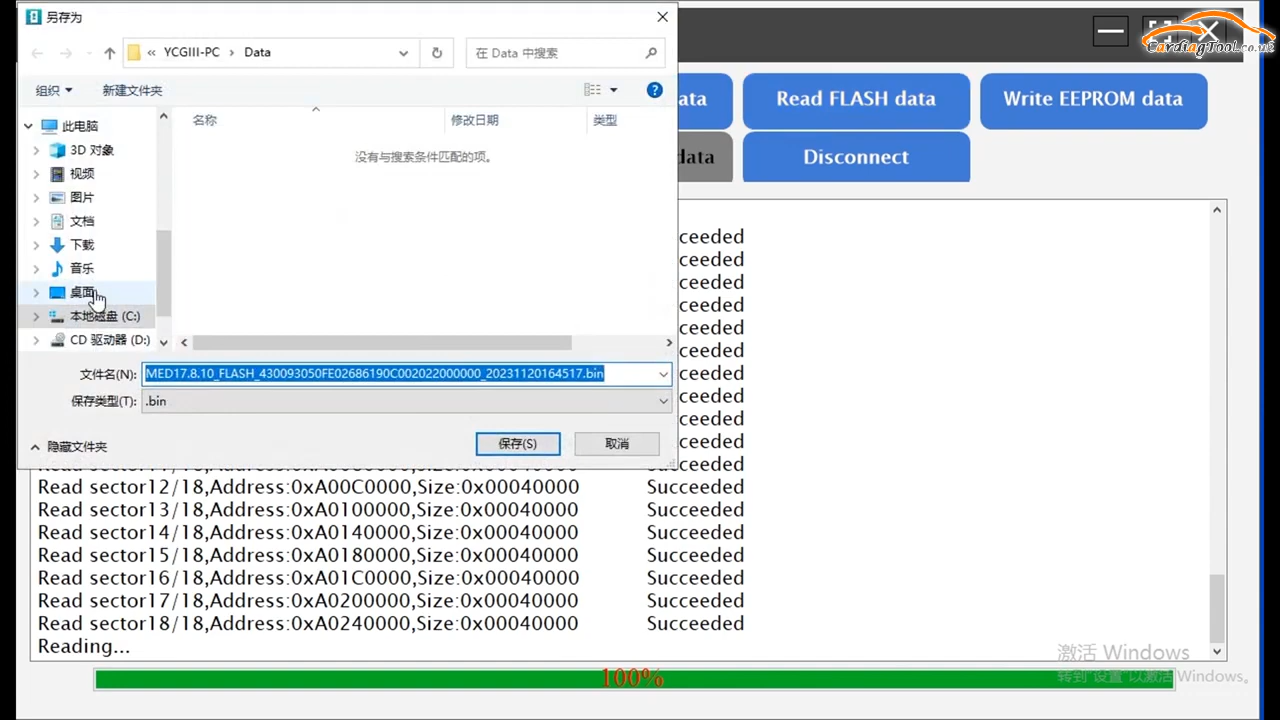 另存为
CardiagTool.co.uk
« YCGIII-PC › Data
在 Data 中搜索
组织
新建文件夹
ata
Read FLASH data
Write EEPROM data
data
Disconnect
名称
修改日期
类型
没有与搜索条件匹配的项。
此电脑
3D 对象
视频
图片
文档
下载
音乐
桌面
本地磁盘 (C:)
CD 驱动器 (D:)
文件名(N):
MED17.8.10_FLASH_430093050FE02686190C002022000000_20231120164517.bin
保存类型(T):
.bin
隐藏文件夹
保存(S)
取消
ceeded
ceeded
ceeded
ceeded
ceeded
ceeded
ceeded
ceeded
ceeded
ceeded
ceeded
Read sector12/18,Address:0xA00C0000,Size:0x00040000 Succeeded
Read sector13/18,Address:0xA0100000,Size:0x00040000 Succeeded
Read sector14/18,Address:0xA0140000,Size:0x00040000 Succeeded
Read sector15/18,Address:0xA0180000,Size:0x00040000 Succeeded
Read sector16/18,Address:0xA01C0000,Size:0x00040000 Succeeded
Read sector17/18,Address:0xA0200000,Size:0x00040000 Succeeded
Read sector18/18,Address:0xA0240000,Size:0x00040000 Succeeded
Reading...
激活 Windows
转到"设置"以激活 Windows。
100%